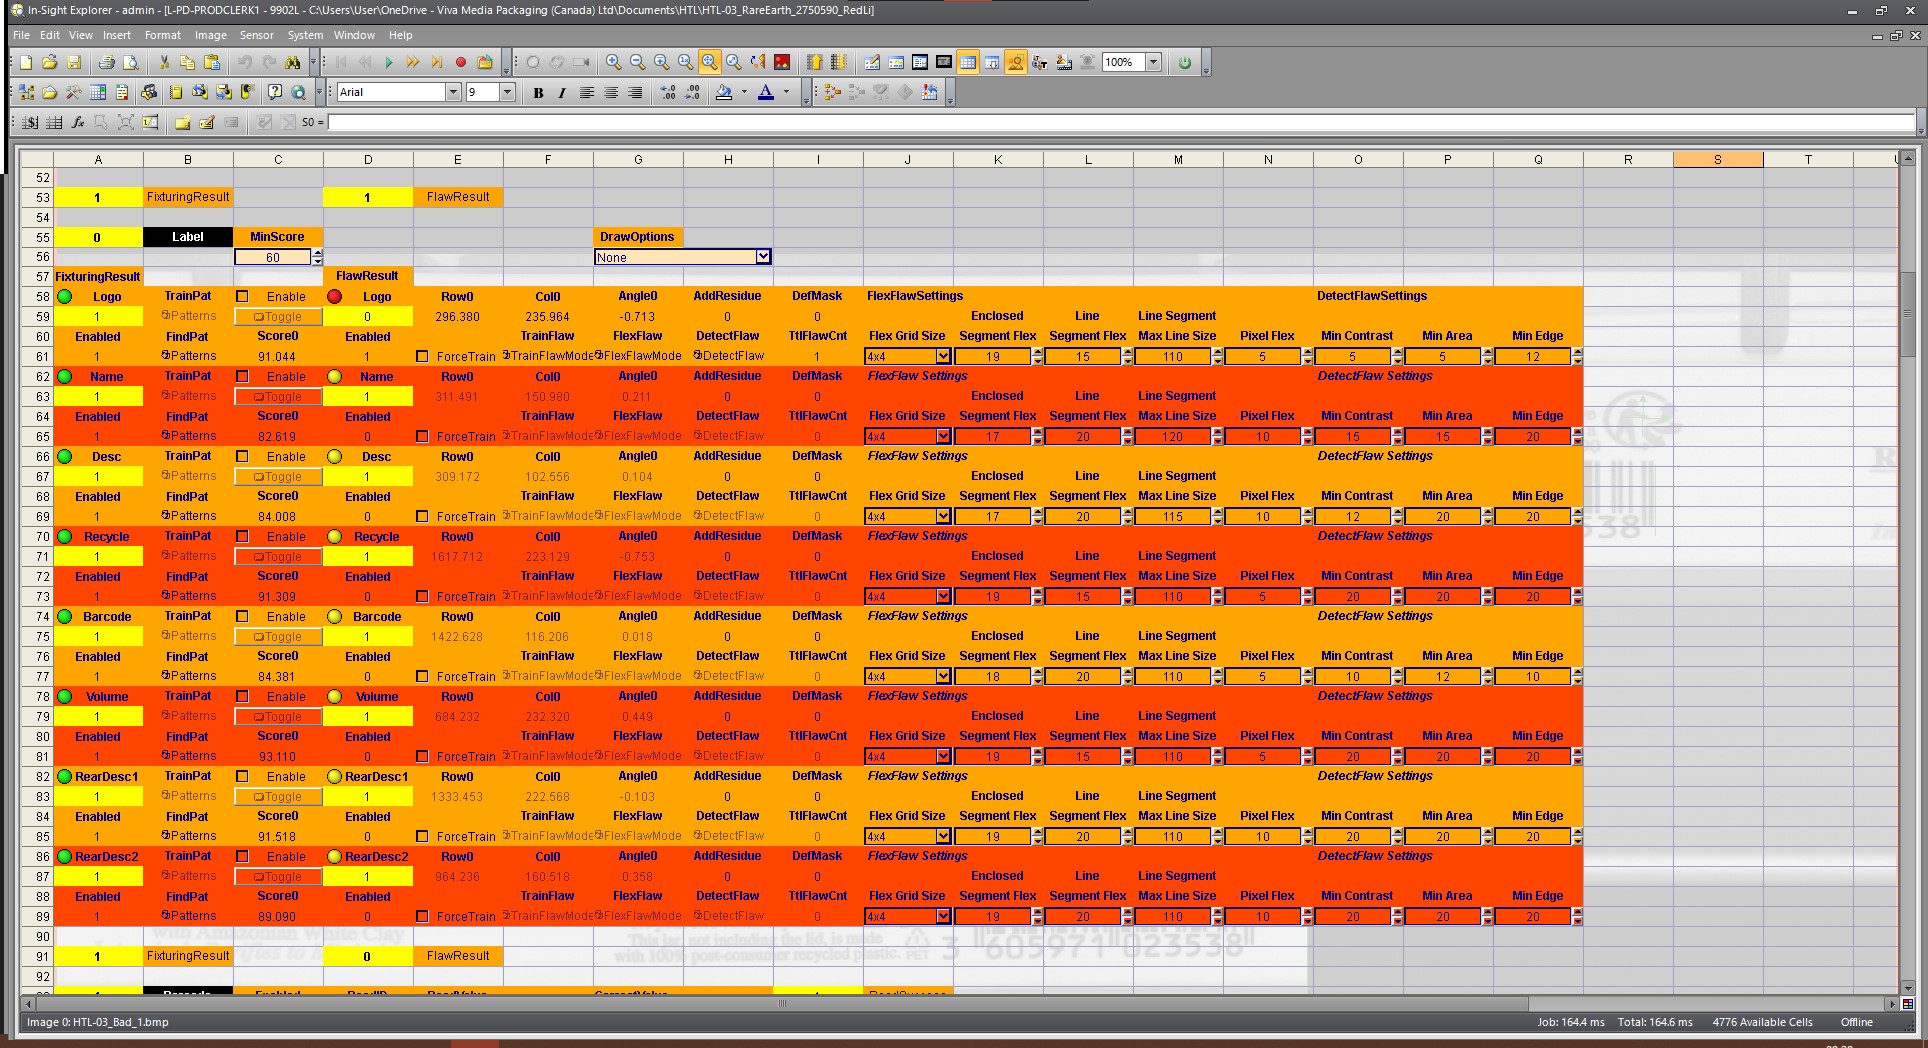 In-Sight Explorer - admin - [L-PD-PRODCLERK1 - 9902L - C:\Users\User\OneDrive - Viva Media Packaging (Canada) Ltd\Documents\HTL\HTL-03_RareEarth_2750590_RedLi]
File Edit View Insert Format Image Sensor System Window Help
100%
Arial 9 B I A
S0 =
A B C D E F G H I J K L M N O P Q R S T
52
53 1 FixturingResult 1 FlawResult
54
55 0 Label MinScore DrawOptions
56 60 None
57 FixturingResult FlawResult
58 Logo TrainPat Enable Logo Row0 Col0 Angle0 AddResidue DefMask FlexFlawSettings DetectFlawSettings
59 1 Patterns Toggle 0 296.380 235.964 -0.713 0 0 Enclosed Line Line Segment
60 Enabled FindPat Score0 Enabled TrainFlaw FlexFlaw DetectFlaw TtlFlawCnt Flex Grid Size Segment Flex Segment Flex Max Line Size Pixel Flex Min Contrast Min Area Min Edge
61 1 Patterns 91.044 1 ForceTrain TrainFlawMode FlexFlawMode DetectFlaw 1 4x4 19 15 110 5 5 5 12
62 Name TrainPat Enable Name Row0 Col0 Angle0 AddResidue DefMask FlexFlaw Settings DetectFlaw Settings
63 1 Patterns Toggle 1 311.491 150.980 0.211 0 0 Enclosed Line Line Segment
64 Enabled FindPat Score0 Enabled TrainFlaw FlexFlaw DetectFlaw TtlFlawCnt Flex Grid Size Segment Flex Segment Flex Max Line Size Pixel Flex Min Contrast Min Area Min Edge
65 1 Patterns 82.619 0 ForceTrain TrainFlawMode FlexFlawMode DetectFlaw 0 4x4 17 20 120 10 15 15 20
66 Desc TrainPat Enable Desc Row0 Col0 Angle0 AddResidue DefMask FlexFlaw Settings DetectFlaw Settings
67 1 Patterns Toggle 1 309.172 102.556 0.104 0 0 Enclosed Line Line Segment
68 Enabled FindPat Score0 Enabled TrainFlaw FlexFlaw DetectFlaw TtlFlawCnt Flex Grid Size Segment Flex Segment Flex Max Line Size Pixel Flex Min Contrast Min Area Min Edge
69 1 Patterns 84.008 0 ForceTrain TrainFlawMode FlexFlawMode DetectFlaw 0 4x4 17 20 115 10 12 20 20
70 Recycle TrainPat Enable Recycle Row0 Col0 Angle0 AddResidue DefMask FlexFlaw Settings DetectFlaw Settings
71 1 Patterns Toggle 1 1617.712 223.129 -0.753 0 0 Enclosed Line Line Segment
72 Enabled FindPat Score0 Enabled TrainFlaw FlexFlaw DetectFlaw TtlFlawCnt Flex Grid Size Segment Flex Segment Flex Max Line Size Pixel Flex Min Contrast Min Area Min Edge
73 1 Patterns 91.309 0 ForceTrain TrainFlawMode FlexFlawMode DetectFlaw 0 4x4 19 15 110 5 20 20 20
74 Barcode TrainPat Enable Barcode Row0 Col0 Angle0 AddResidue DefMask FlexFlaw Settings DetectFlaw Settings
75 1 Patterns Toggle 1 1422.628 116.206 0.018 0 0 Enclosed Line Line Segment
76 Enabled FindPat Score0 Enabled TrainFlaw FlexFlaw DetectFlaw TtlFlawCnt Flex Grid Size Segment Flex Segment Flex Max Line Size Pixel Flex Min Contrast Min Area Min Edge
77 1 Patterns 84.381 0 ForceTrain TrainFlawMode FlexFlawMode DetectFlaw 0 4x4 18 20 110 5 10 12 10
78 Volume TrainPat Enable Volume Row0 Col0 Angle0 AddResidue DefMask FlexFlaw Settings DetectFlaw Settings
79 1 Patterns Toggle 1 684.232 232.320 0.449 0 0 Enclosed Line Line Segment
80 Enabled FindPat Score0 Enabled TrainFlaw FlexFlaw DetectFlaw TtlFlawCnt Flex Grid Size Segment Flex Segment Flex Max Line Size Pixel Flex Min Contrast Min Area Min Edge
81 1 Patterns 93.110 0 ForceTrain TrainFlawMode FlexFlawMode DetectFlaw 0 4x4 19 15 110 5 20 20 20
82 RearDesc1 TrainPat Enable RearDesc1 Row0 Col0 Angle0 AddResidue DefMask FlexFlaw Settings DetectFlaw Settings
83 1 Patterns Toggle 1 1333.453 222.568 -0.103 0 0 Enclosed Line Line Segment
84 Enabled FindPat Score0 Enabled TrainFlaw FlexFlaw DetectFlaw TtlFlawCnt Flex Grid Size Segment Flex Segment Flex Max Line Size Pixel Flex Min Contrast Min Area Min Edge
85 1 Patterns 91.518 0 ForceTrain TrainFlawMode FlexFlawMode DetectFlaw 0 4x4 19 20 110 10 20 20 20
86 RearDesc2 TrainPat Enable RearDesc2 Row0 Col0 Angle0 AddResidue DefMask FlexFlaw Settings DetectFlaw Settings
87 1 Patterns Toggle 1 964.236 160.518 0.358 0 0 Enclosed Line Line Segment
88 Enabled FindPat Score0 Enabled TrainFlaw FlexFlaw DetectFlaw TtlFlawCnt Flex Grid Size Segment Flex Segment Flex Max Line Size Pixel Flex Min Contrast Min Area Min Edge
89 1 Patterns 89.090 0 ForceTrain TrainFlawMode FlexFlawMode DetectFlaw 0 4x4 19 20 110 10 20 20 20
90 with Amazonian White Clay
This jar, not including the lid, is made
with 100% post-consumer recycled plastic. PET 3 605971 023538
91 1 FixturingResult 0 FlawResult
92
Image 0: HTL-03_Bad_1.bmp Job: 164.4 ms Total: 164.6 ms 4776 Available Cells Offline